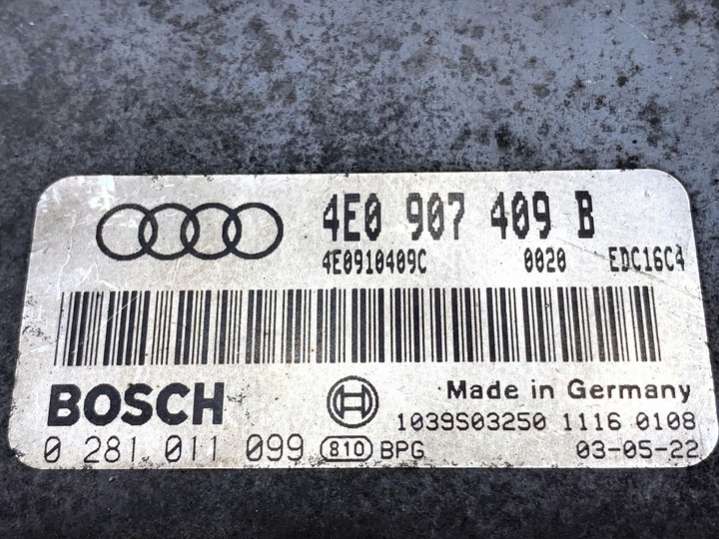 4E0 907 409 B
4E0910409C 0020 EDC16C4
BOSCH Made in Germany
1039S03250 1116 0108
0 281 011 099 810 BPG 03-05-22